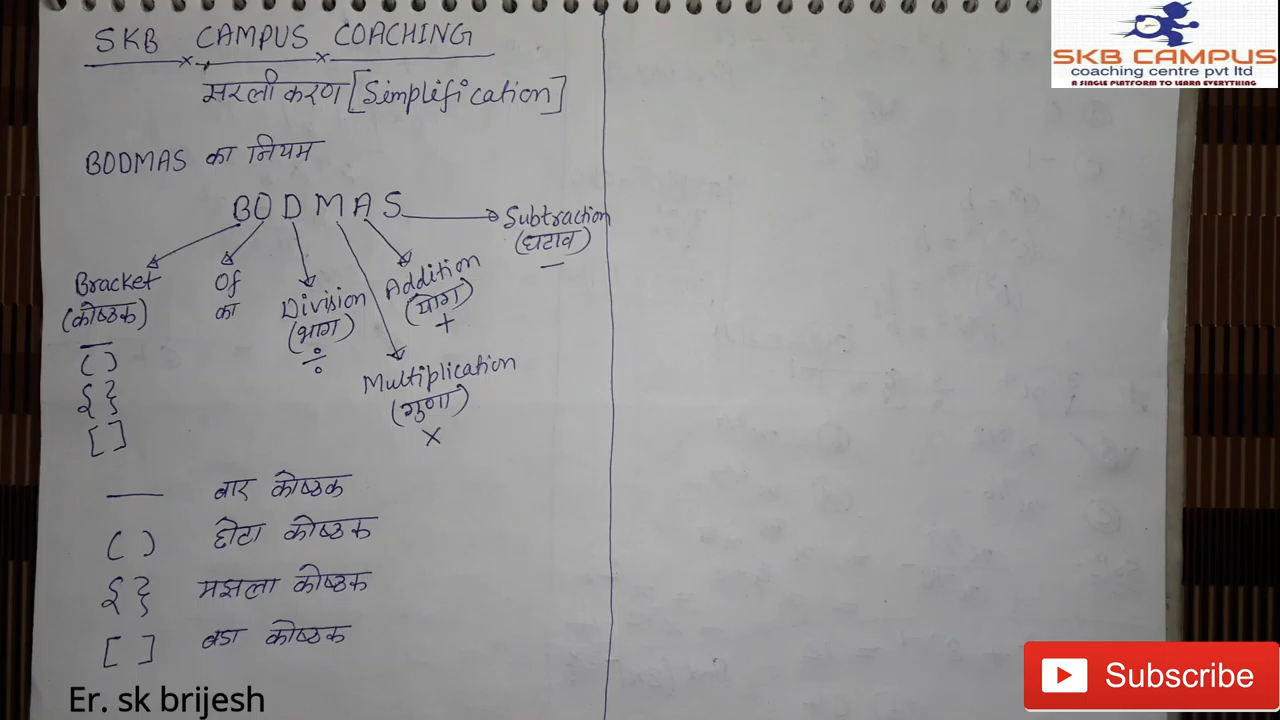 SKB CAMPUS COACHING
सरलीकरण [Simplification]
BODMAS का नियम
BODMAS
Subtraction
(घटाव)
—
Bracket
(कोष्ठक)
—
( )
{ }
[ ]
Of
का
Division
(भाग)
÷
Addition
(योग)
+
Multiplication
(गुणा)
×
— बार कोष्ठक
( ) छोटा कोष्ठक
{ } मझला कोष्ठक
[ ] बडा कोष्ठक
Er. sk brijesh
SKB CAMPUS
coaching centre pvt ltd
A SINGLE PLATFORM TO LEARN EVERYTHING
Subscribe